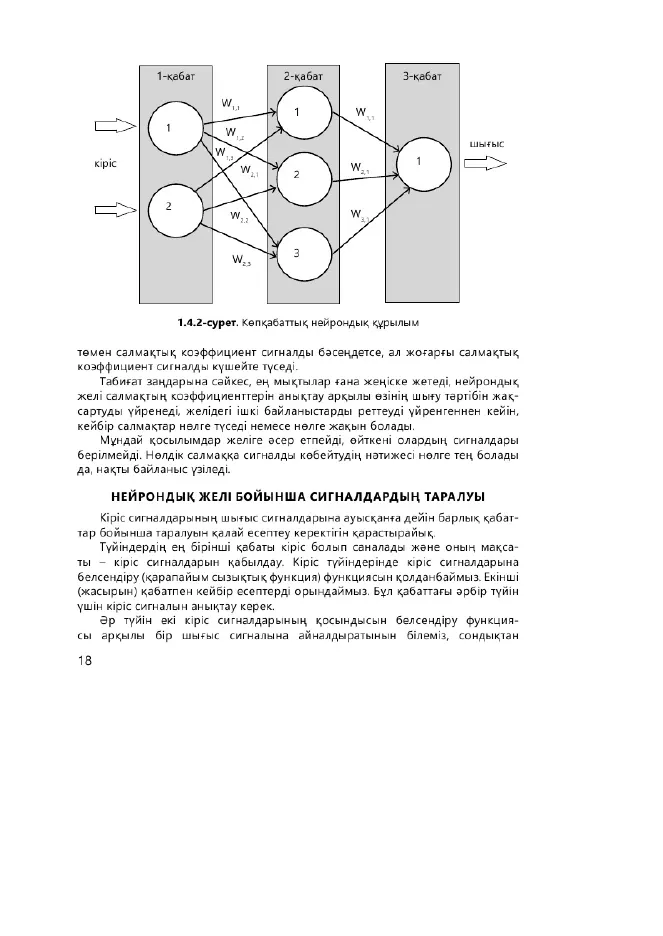 1-қабат 2-қабат 3-қабат
W1,1
1
W1,1
1
W1,2
шығыс
W1,3
кіріс
W2,1
2
W2,1
1
2
W2,2
W3,1
W2,3
3
1.4.2-сурет. Көпқабаттық нейрондық құрылым
төмен салмақтық коэффициент сигналды бәсеңдетсе, ал жоғарғы салмақтық
коэффициент сигналды күшейте түседі.
Табиғат заңдарына сәйкес, ең мықтылар ғана жеңіске жетеді, нейрондық
желі салмақтың коэффициенттерін анықтау арқылы өзінің шығу тәртібін жақ-
сартуды үйренеді, желідегі ішкі байланыстарды реттеуді үйренгеннен кейін,
кейбір салмақтар нөлге түседі немесе нөлге жақын болады.
Мұндай қосылымдар желіге әсер етпейді, өйткені олардың сигналдары
берілмейді. Нөлдік салмаққа сигналды көбейтудің нәтижесі нөлге тең болады
да, нақты байланыс үзіледі.
НЕЙРОНДЫҚ ЖЕЛІ БОЙЫНША СИГНАЛДАРДЫҢ ТАРАЛУЫ
Кіріс сигналдарының шығыс сигналдарына ауысқанға дейін барлық қабат-
тар бойынша таралуын қалай есептеу керектігін қарастырайық.
Түйіндердің ең бірінші қабаты кіріс болып саналады және оның мақса-
ты – кіріс сигналдарын қабылдау. Кіріс түйіндерінде кіріс сигналдарына
белсендіру (қарапайым сызықтық функция) функциясын қолданбаймыз. Екінші
(жасырын) қабатпен кейбір есептерді орындаймыз. Бұл қабаттағы әрбір түйін
үшін кіріс сигналын анықтау керек.
Әр түйін екі кіріс сигналдарының қосындысын белсендіру функция-
сы арқылы бір шығыс сигналына айналдыратынын білеміз, сондықтан
18